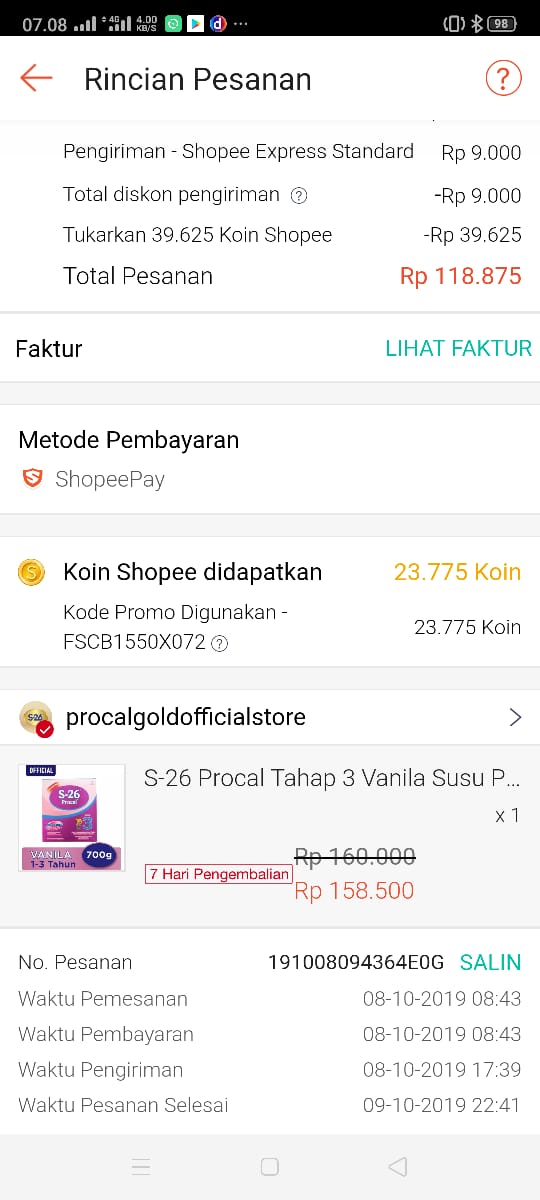 07.08 4G 4.00 KB/S 98
Rincian Pesanan ?
Pengiriman - Shopee Express Standard Rp 9.000
Total diskon pengiriman ? -Rp 9.000
Tukarkan 39.625 Koin Shopee -Rp 39.625
Total Pesanan Rp 118.875
Faktur LIHAT FAKTUR
Metode Pembayaran
ShopeePay
Koin Shopee didapatkan 23.775 Koin
Kode Promo Digunakan -
FSCB1550X072 ? 23.775 Koin
procalgoldofficialstore
S-26 Procal Tahap 3 Vanila Susu P...
x 1
OFFICIAL
S-26
Procal
VANILA 700g
1-3 Tahun
Rp 160.000
7 Hari Pengembalian
Rp 158.500
No. Pesanan 191008094364E0G SALIN
Waktu Pemesanan 08-10-2019 08:43
Waktu Pembayaran 08-10-2019 08:43
Waktu Pengiriman 08-10-2019 17:39
Waktu Pesanan Selesai 09-10-2019 22:41